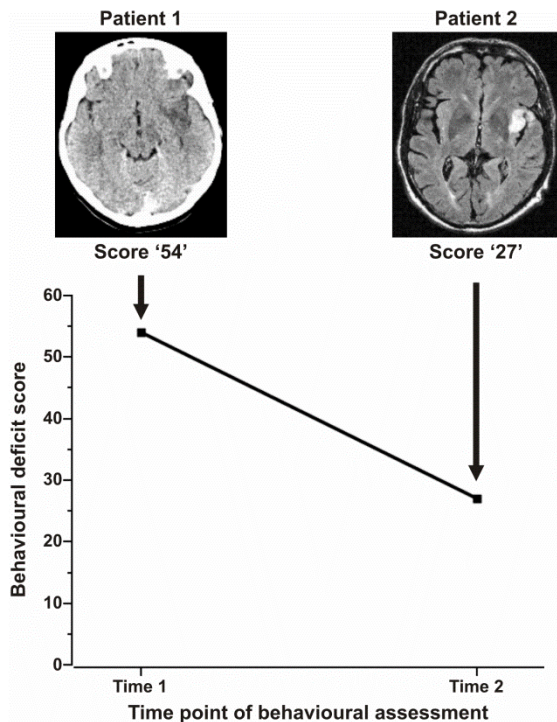 Patient 1
Patient 2
Score ‘54’
Score ‘27’
60
50
40
30
20
10
0
Behavioural deficit score
Time 1
Time 2
Time point of behavioural assessment